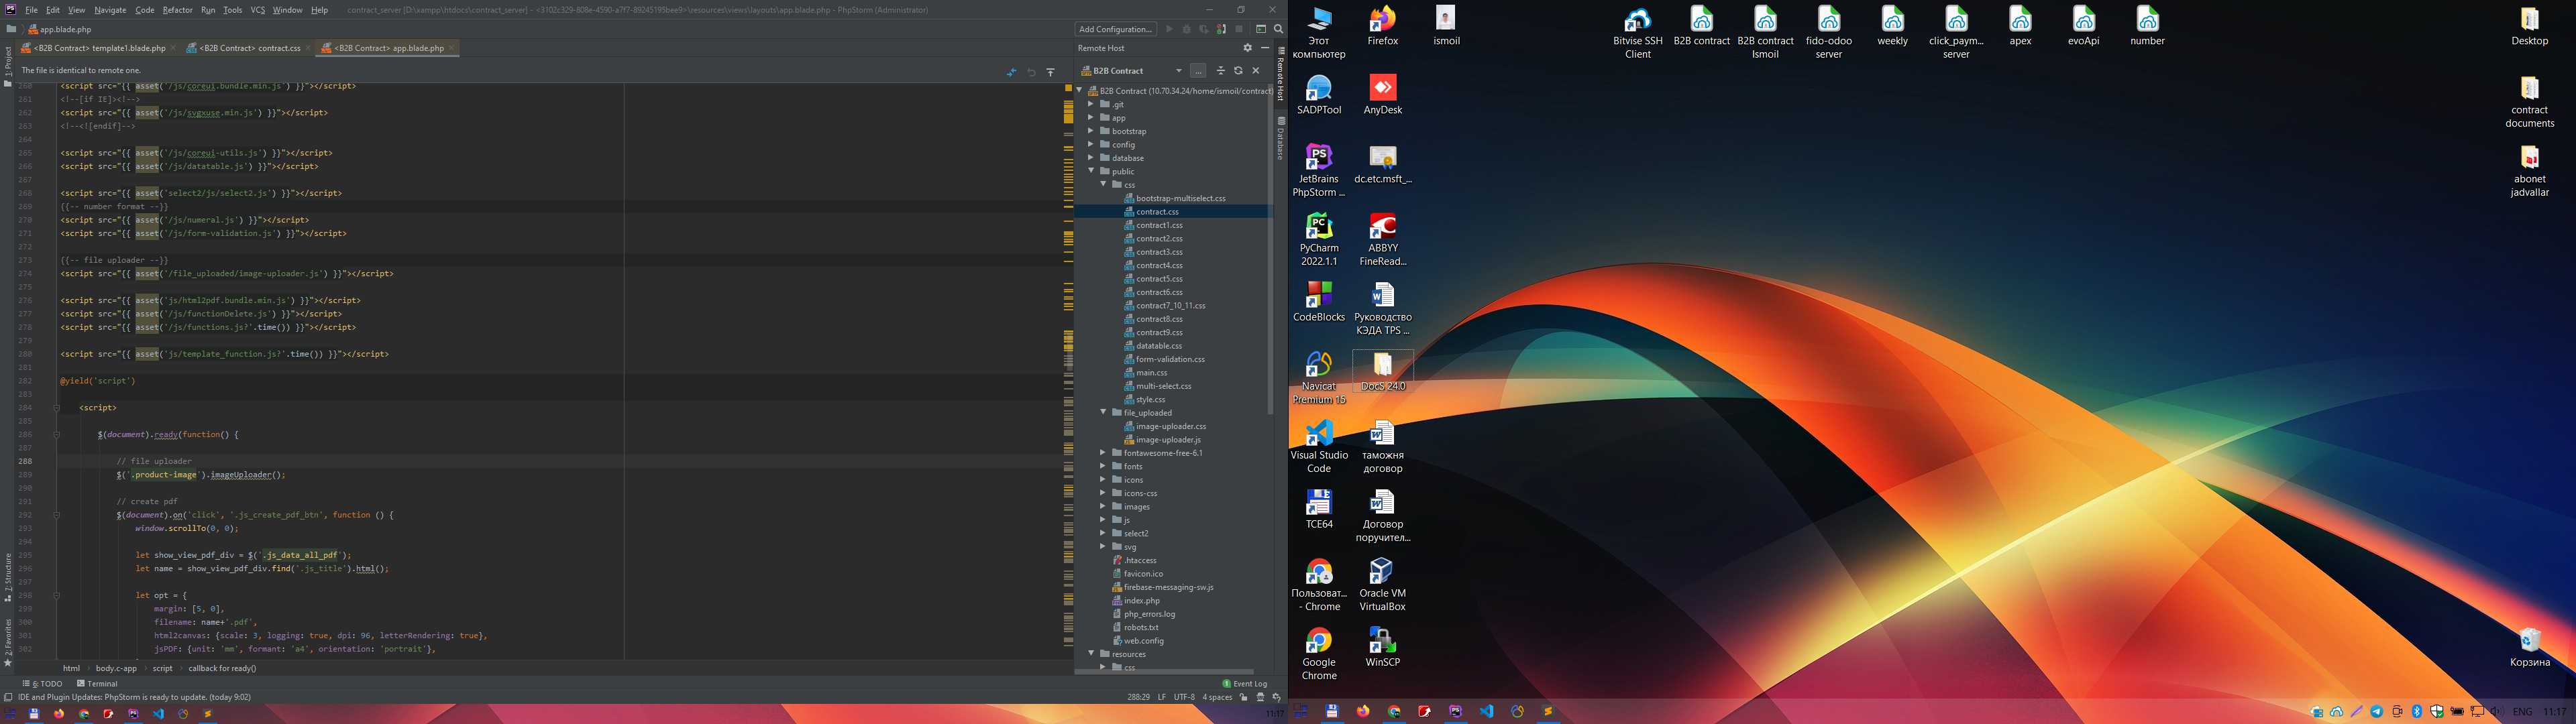 File Edit View Navigate Code Refactor Run Tools VCS Window Help contract_server [D:\xampp\htdocs\contract_server] - <3102c329-808e-4590-a7f7-89245195bee9>\resources\views\layouts\app.blade.php - PhpStorm (Administrator)
app.blade.php
Add Configuration...
<B2B Contract> template1.blade.php
<B2B Contract> contract.css
<B2B Contract> app.blade.php
The file is identical to remote one.
260 <script src="{{ asset('/js/coreui.bundle.min.js') }}"></script>
261 <!--[if IE]><!-->
262 <script src="{{ asset('/js/svgxuse.min.js') }}"></script>
263 <!--<![endif]-->
264
265 <script src="{{ asset('/js/coreui-utils.js') }}"></script>
266 <script src="{{ asset('/js/datatable.js') }}"></script>
267
268 <script src="{{ asset('select2/js/select2.js') }}"></script>
269 {{-- number format --}}
270 <script src="{{ asset('/js/numeral.js') }}"></script>
271 <script src="{{ asset('/js/form-validation.js') }}"></script>
272
273 {{-- file uploader --}}
274 <script src="{{ asset('/file_uploaded/image-uploader.js') }}"></script>
275
276 <script src="{{ asset('js/html2pdf.bundle.min.js') }}"></script>
277 <script src="{{ asset('/js/functionDelete.js') }}"></script>
278 <script src="{{ asset('/js/functions.js?'.time()) }}"></script>
279
280 <script src="{{ asset('js/template_function.js?'.time()) }}"></script>
281
282 @yield('script')
283
284 <script>
285
286 $(document).ready(function() {
287
288 // file uploader
289 $('.product-image').imageUploader();
290
291 // create pdf
292 $(document).on('click', '.js_create_pdf_btn', function () {
293 window.scrollTo(0, 0);
294
295 let show_view_pdf_div = $('.js_data_all_pdf');
296 let name = show_view_pdf_div.find('.js_title').html();
297
298 let opt = {
299 margin: [5, 0],
300 filename: name+'.pdf',
301 html2canvas: {scale: 3, logging: true, dpi: 96, letterRendering: true},
302 jsPDF: {unit: 'mm', formant: 'a4', orientation: 'portrait'},
html › body.c-app › script › callback for ready()
6: TODO Terminal
Event Log
IDE and Plugin Updates: PhpStorm is ready to update. (today 9:02)
288:29 LF UTF-8 4 spaces
11:17
1: Project
7: Structure
2: Favorites
Remote Host
B2B Contract
B2B Contract (10.70.34.24/home/ismoil/contract)
.git
app
bootstrap
config
database
public
css
bootstrap-multiselect.css
contract.css
contract1.css
contract2.css
contract3.css
contract4.css
contract5.css
contract6.css
contract7_10_11.css
contract8.css
contract9.css
datatable.css
form-validation.css
main.css
multi-select.css
style.css
file_uploaded
image-uploader.css
image-uploader.js
fontawesome-free-6.1
fonts
icons
icons-css
images
js
select2
svg
.htaccess
favicon.ico
firebase-messaging-sw.js
index.php
php_errors.log
robots.txt
web.config
resources
css
Remote Host
Database
Этот компьютер
Firefox
ismoil
Bitvise SSH Client
B2B contract
B2B contract Ismoil
fido-odoo server
weekly
click_paym... server
apex
evoApi
number
Desktop
SADPTool
AnyDesk
contract documents
JetBrains PhpStorm ...
dc.etc.msft_...
abonet jadvallar
PyCharm 2022.1.1
ABBYY FineRead...
CodeBlocks
Руководство КЭДА TPS ...
Navicat Premium 15
DocS 24.0
Visual Studio Code
таможня договор
TCE64
Договор поручител...
Пользоват... - Chrome
Oracle VM VirtualBox
Google Chrome
WinSCP
Корзина
ENG 11:17